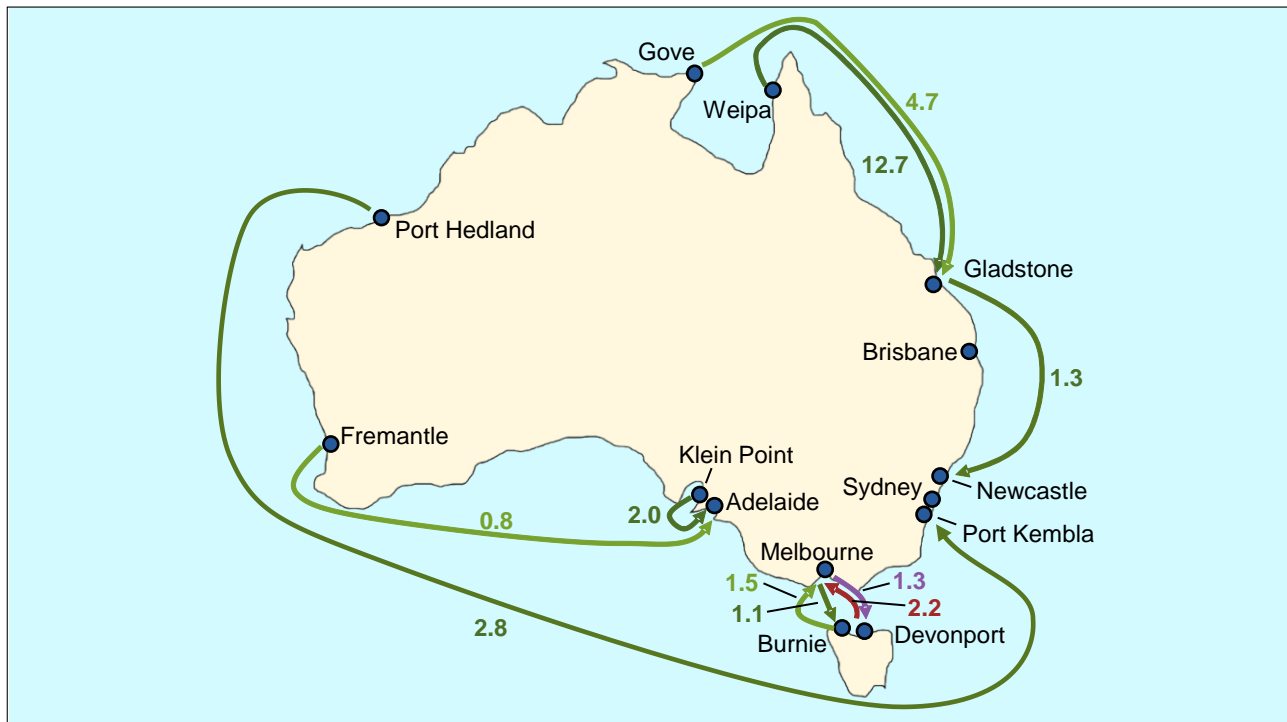 Gove
Weipa
4.7
12.7
Port Hedland
Gladstone
Brisbane
1.3
Fremantle
Klein Point
Adelaide
Sydney
Newcastle
2.0
0.8
Port Kembla
Melbourne
1.5
1.3
1.1
2.2
2.8
Burnie
Devonport